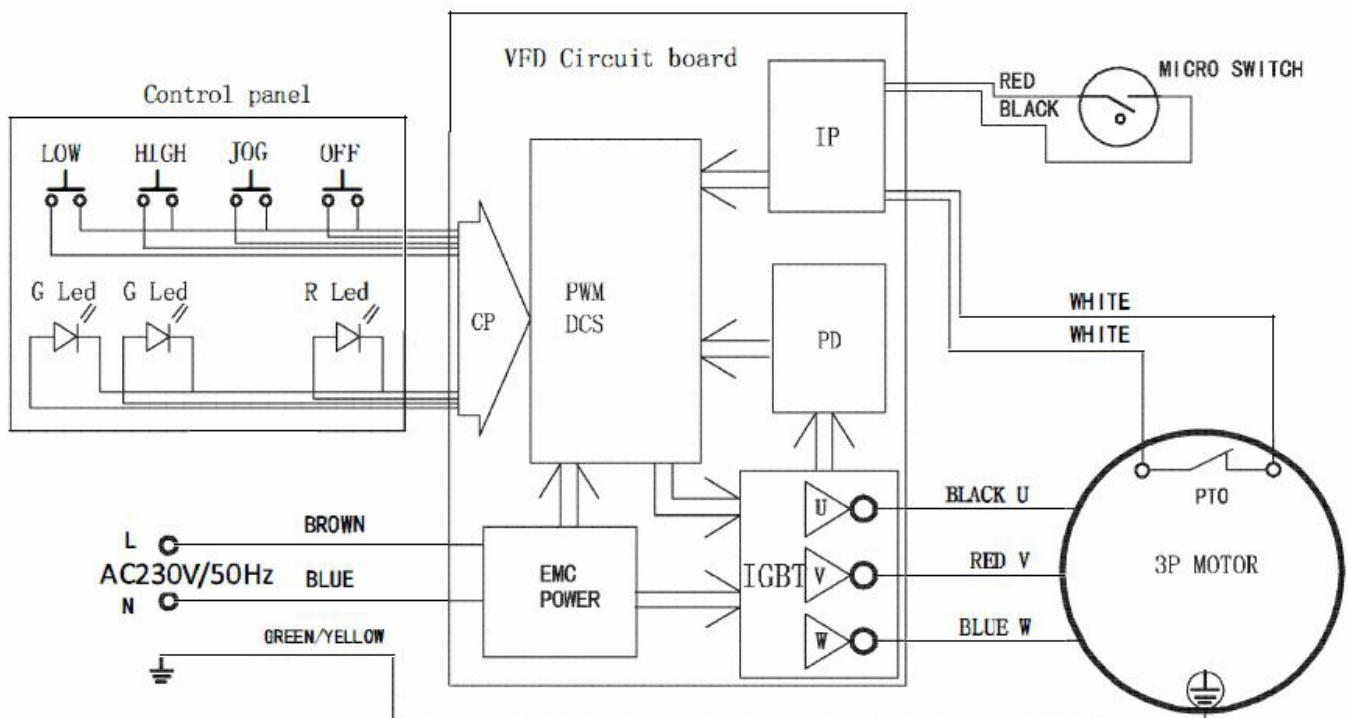 VFD Circuit board
Control panel
LOW HIGH JOG OFF
G Led G Led R Led
CP
PWM
DCS
IP
PD
RED
BLACK
MICRO SWITCH
WHITE
WHITE
L
AC230V/50Hz
N
BROWN
BLUE
GREEN/YELLOW
EMC
POWER
IGBT
U
V
W
BLACK U
RED V
BLUE W
PTO
3P MOTOR